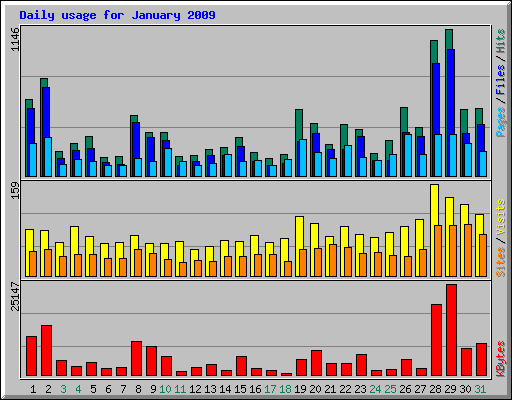 Daily usage for January 2009
1146
Pages / Files / Hits
199
Sites / Visits
25147
KBytes
1 2 3 4 5 6 7 8 9 10 11 12 13 14 15 16 17 18 19 20 21 22 23 24 25 26 27 28 29 30 31